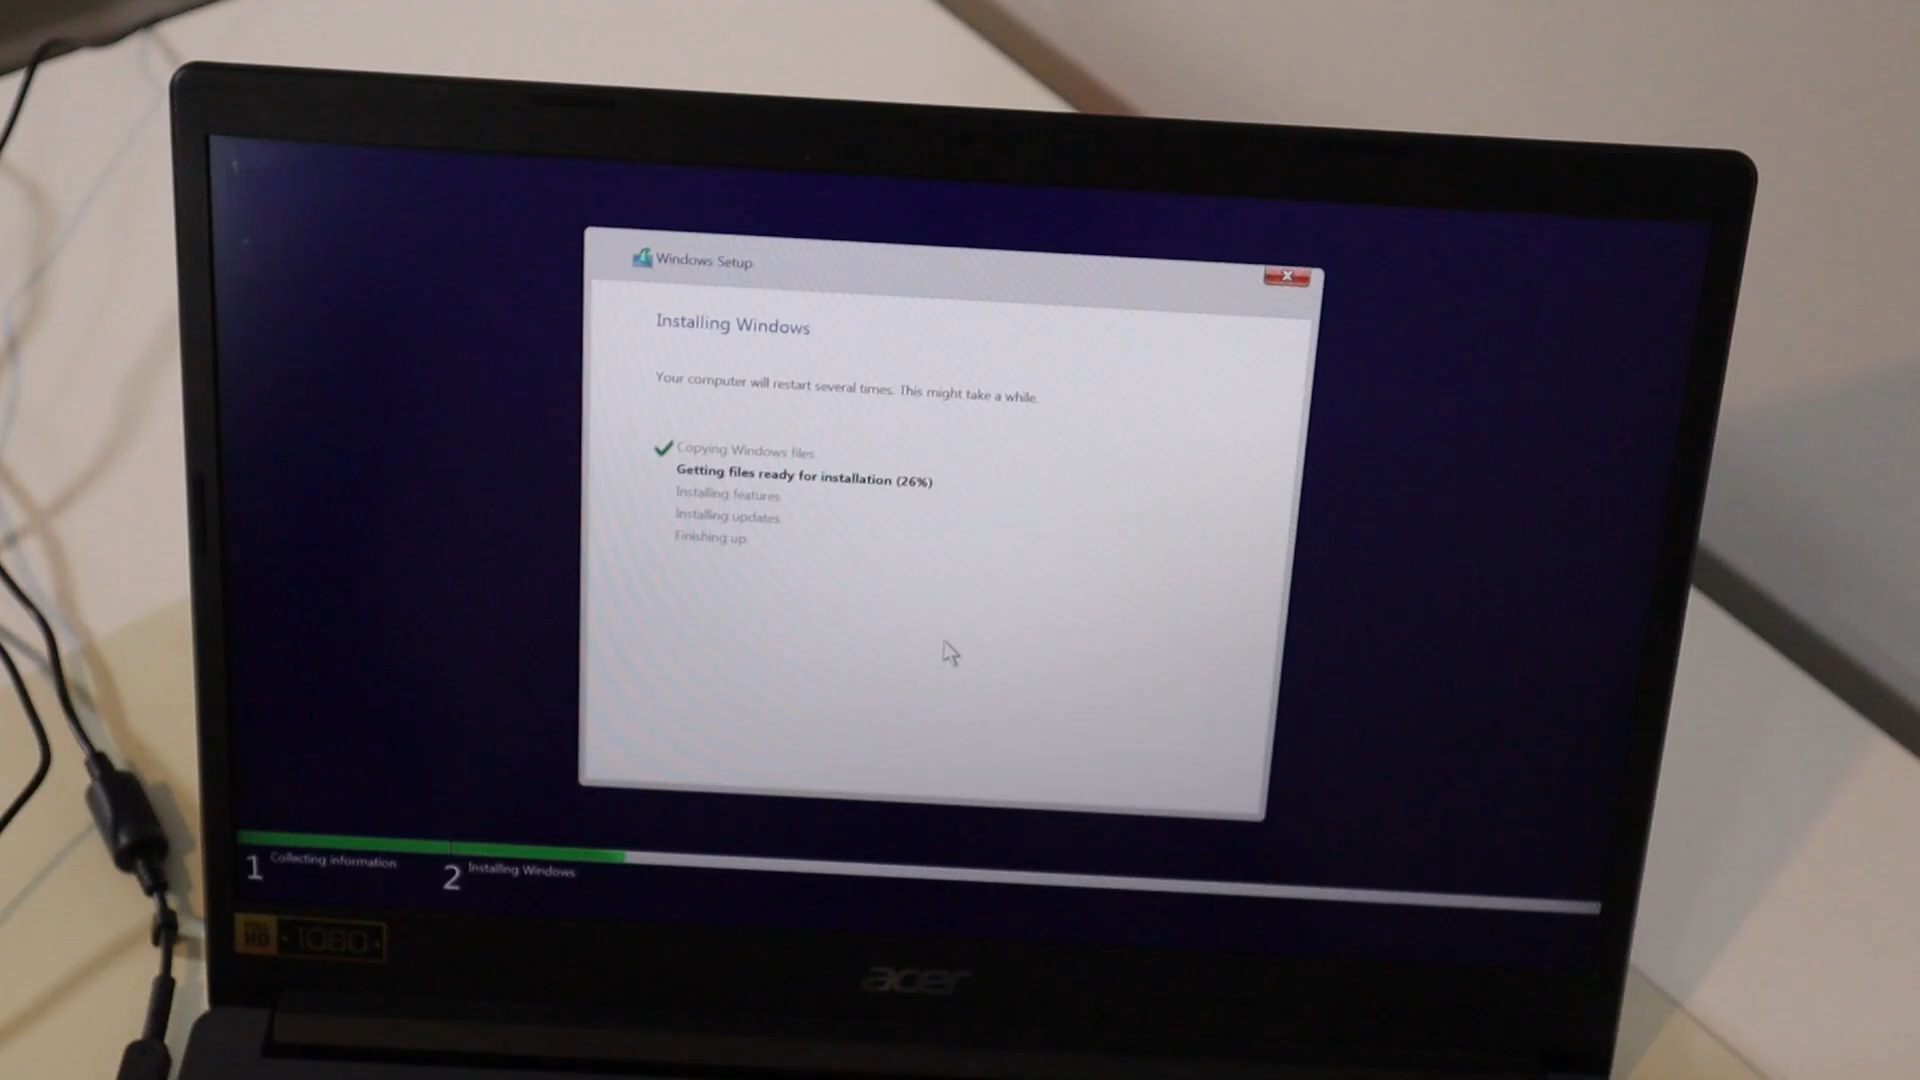 Windows Setup
Installing Windows
Your computer will restart several times. This might take a while.
Copying Windows files
Getting files ready for installation (26%)
Installing features
Installing updates
Finishing up
1 Collecting information
2 Installing Windows
FULL HD 1080
acer